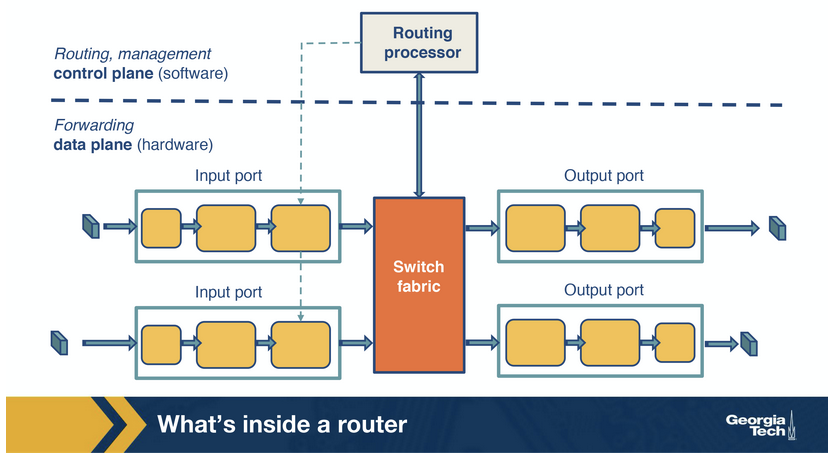 Routing
processor
Routing, management
control plane (software)
Forwarding
data plane (hardware)
Input port
Output port
Switch
fabric
Input port
Output port
What's inside a router
Georgia
Tech